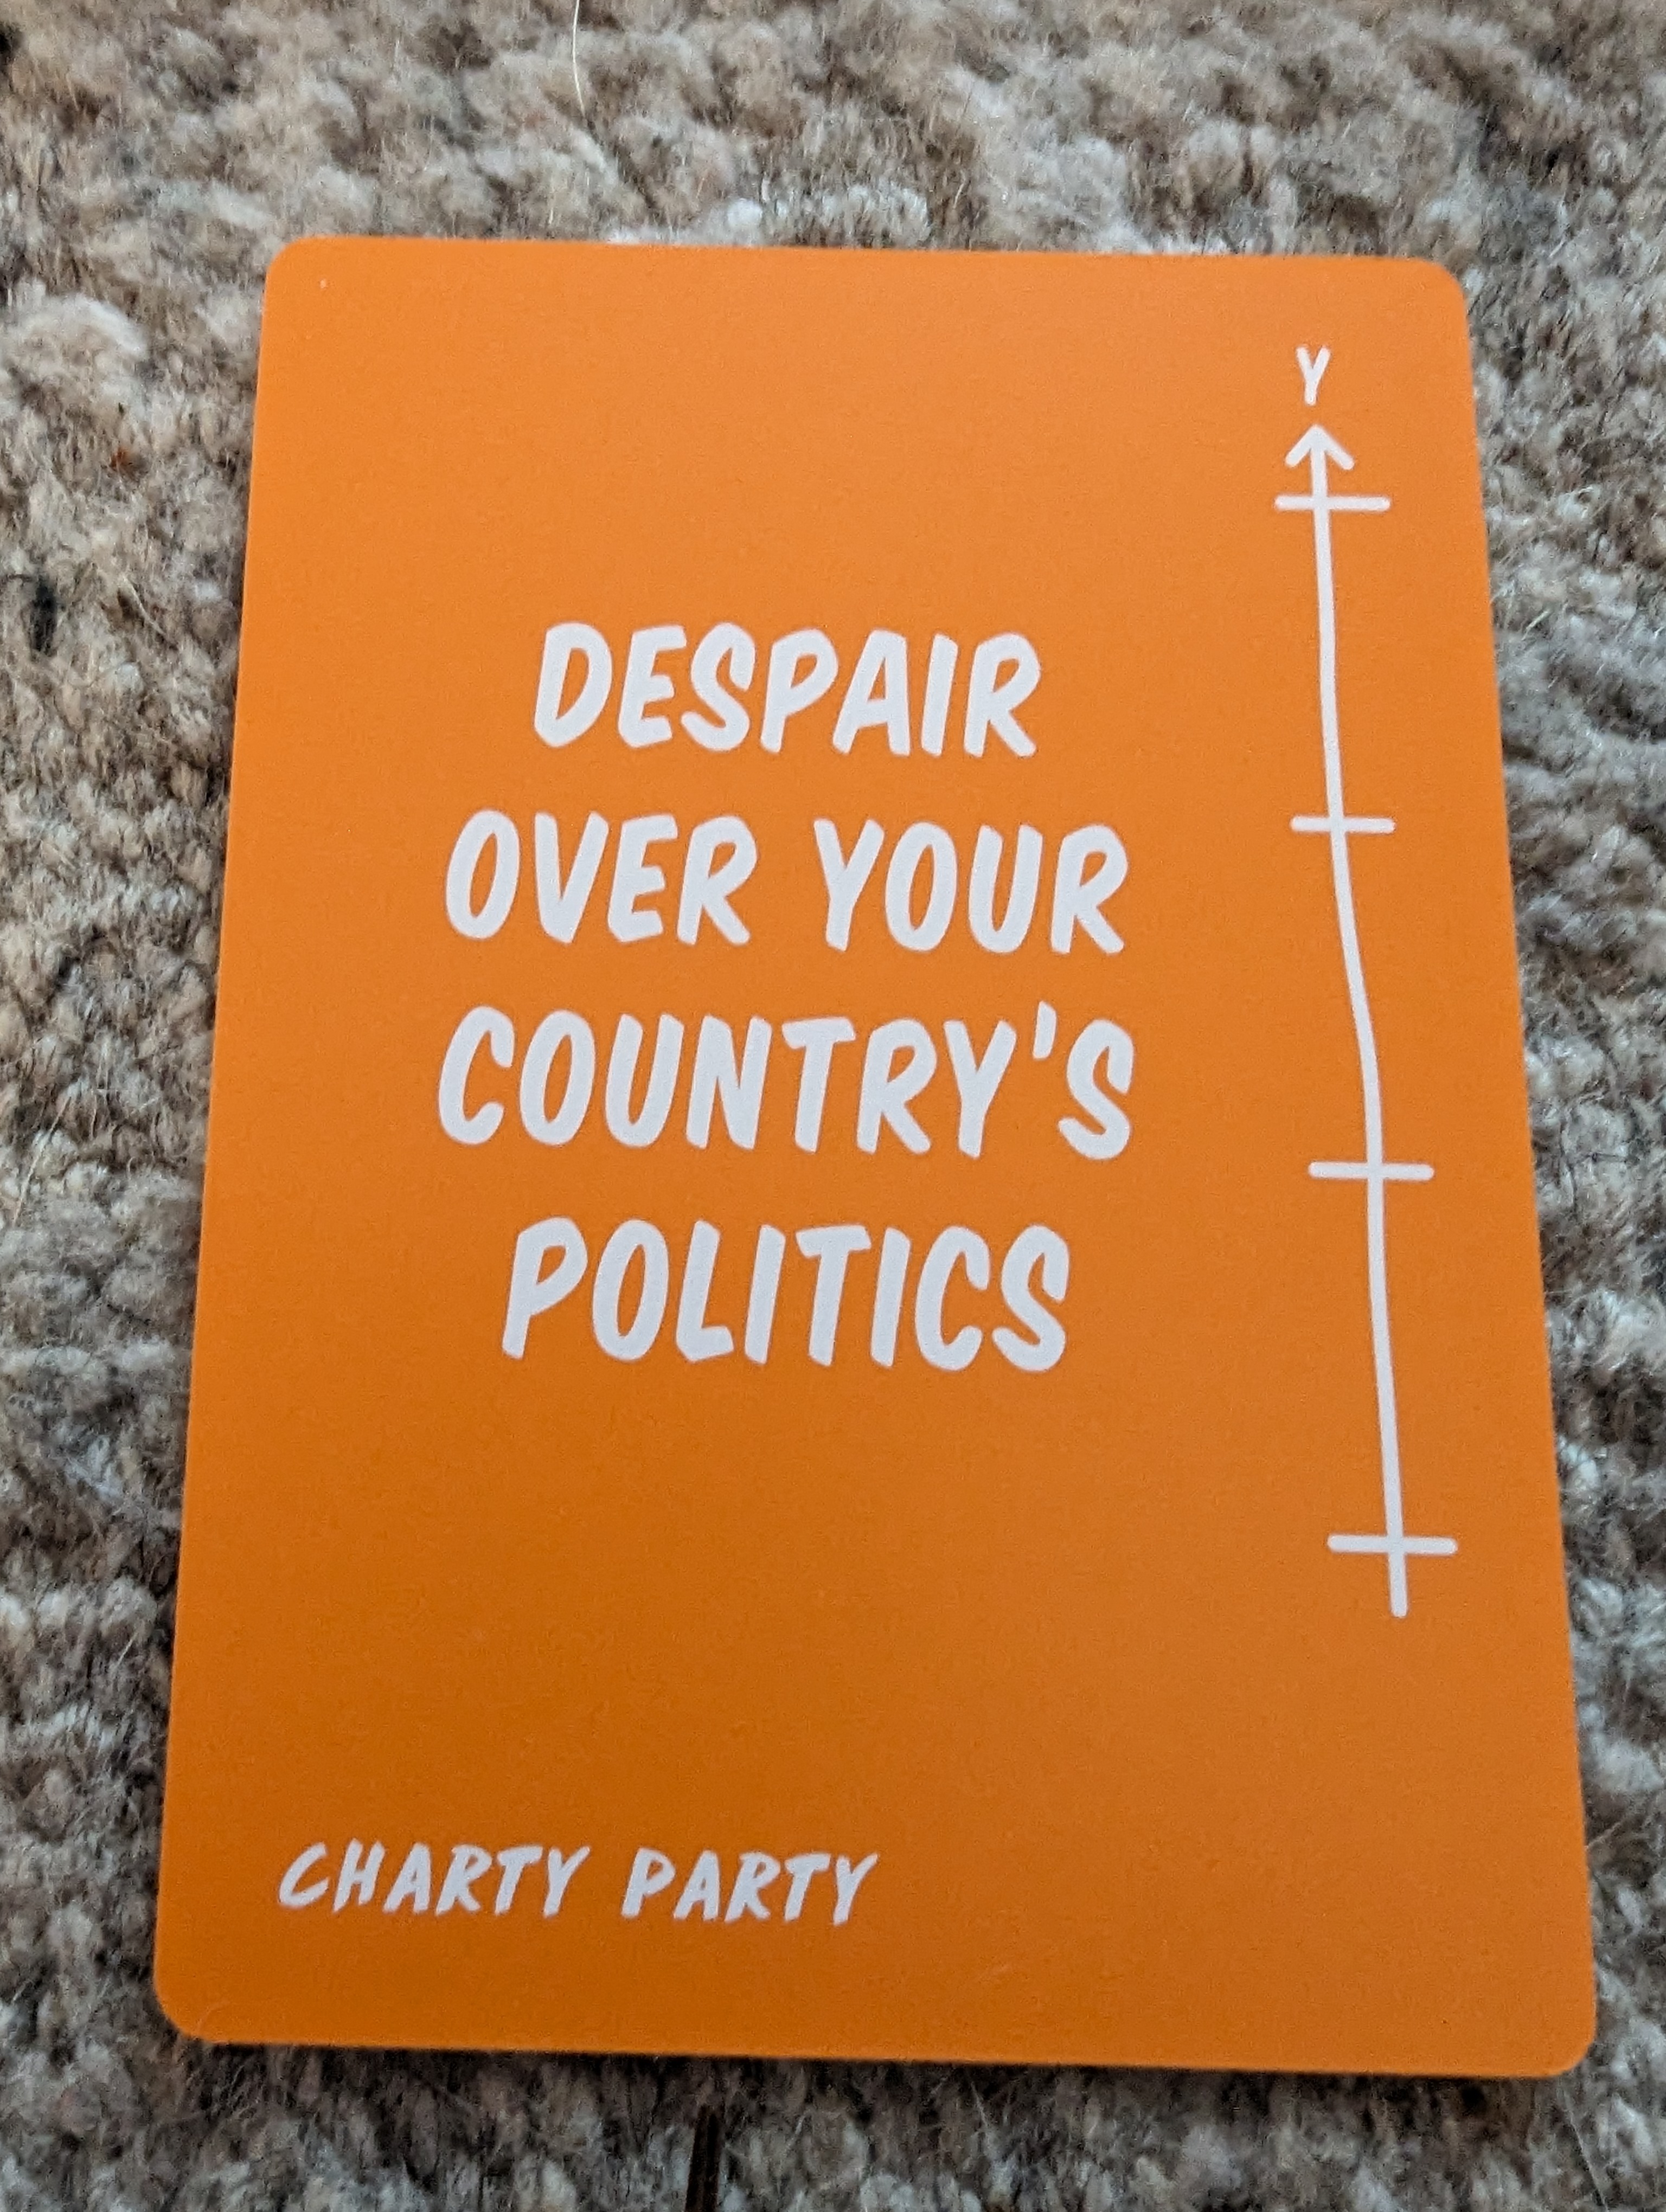 Y
DESPAIR
OVER YOUR
COUNTRY'S
POLITICS
CHARTY PARTY